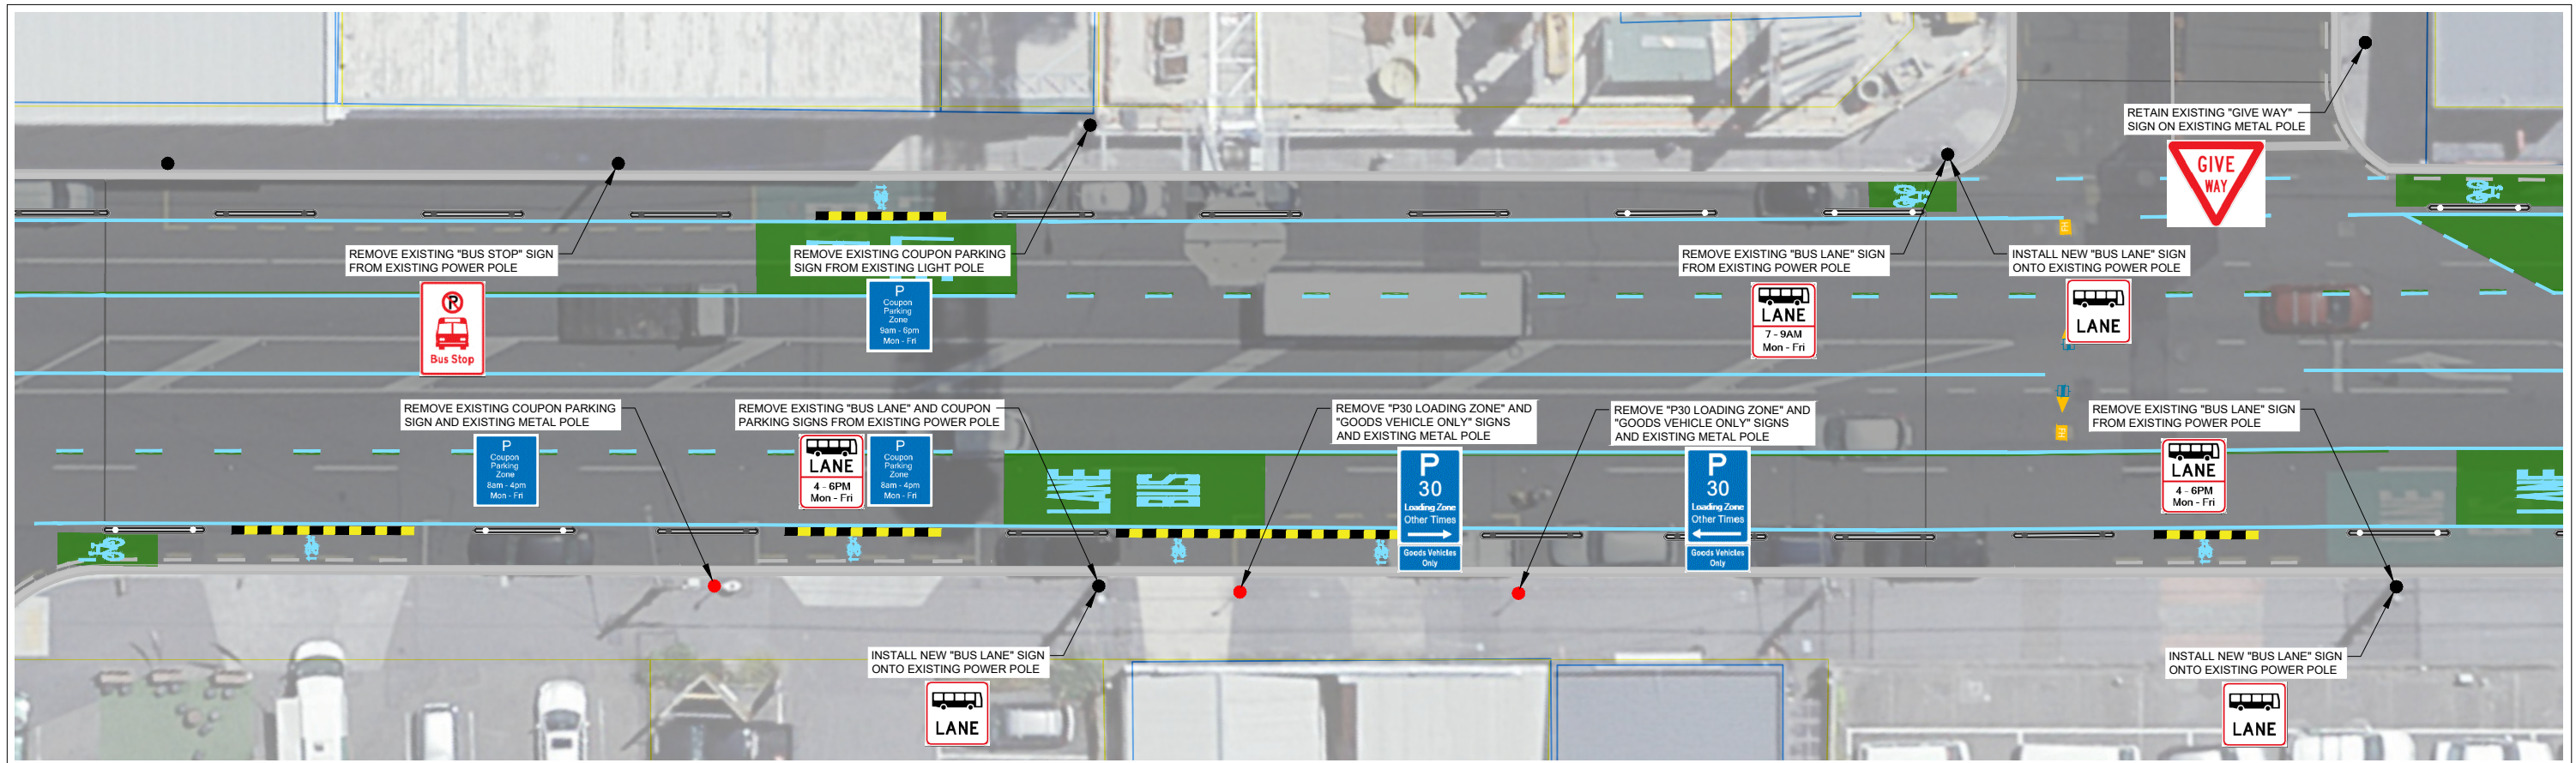 RETAIN EXISTING "GIVE WAY"
SIGN ON EXISTING METAL POLE
GIVE
WAY
REMOVE EXISTING "BUS STOP" SIGN
FROM EXISTING POWER POLE
P
Bus Stop
REMOVE EXISTING COUPON PARKING
SIGN FROM EXISTING LIGHT POLE
P
Coupon
Parking
Zone
9am - 6pm
Mon - Fri
REMOVE EXISTING "BUS LANE" SIGN
FROM EXISTING POWER POLE
LANE
7 - 9AM
Mon - Fri
INSTALL NEW "BUS LANE" SIGN
ONTO EXISTING POWER POLE
LANE
REMOVE EXISTING COUPON PARKING
SIGN AND EXISTING METAL POLE
P
Coupon
Parking
Zone
8am - 4pm
Mon - Fri
REMOVE EXISTING "BUS LANE" AND COUPON
PARKING SIGNS FROM EXISTING POWER POLE
LANE
4 - 6PM
Mon - Fri
P
Coupon
Parking
Zone
8am - 4pm
Mon - Fri
LANE
BUS
REMOVE "P30 LOADING ZONE" AND
"GOODS VEHICLE ONLY" SIGNS
AND EXISTING METAL POLE
P
30
Loading Zone
Other Times
Goods Vehicles
Only
REMOVE "P30 LOADING ZONE" AND
"GOODS VEHICLE ONLY" SIGNS
AND EXISTING METAL POLE
P
30
Loading Zone
Other Times
Goods Vehicles
Only
REMOVE EXISTING "BUS LANE" SIGN
FROM EXISTING POWER POLE
LANE
4 - 6PM
Mon - Fri
INSTALL NEW "BUS LANE" SIGN
ONTO EXISTING POWER POLE
LANE
INSTALL NEW "BUS LANE" SIGN
ONTO EXISTING POWER POLE
LANE